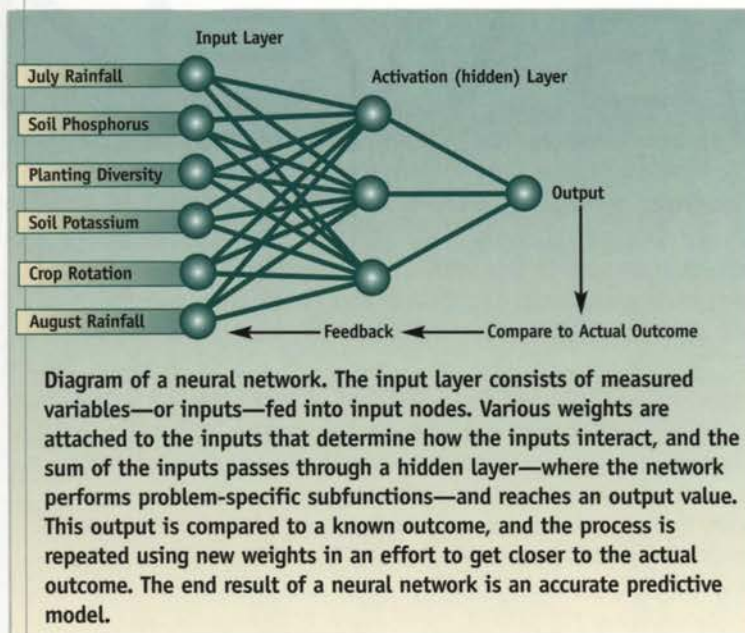 Input Layer
July Rainfall
Activation (hidden) Layer
Soil Phosphorus
Planting Diversity
Output
Soil Potassium
Crop Rotation
August Rainfall
Feedback
Compare to Actual Outcome
Diagram of a neural network. The input layer consists of measured
variables—or inputs—fed into input nodes. Various weights are
attached to the inputs that determine how the inputs interact, and the
sum of the inputs passes through a hidden layer—where the network
performs problem-specific subfunctions—and reaches an output value.
This output is compared to a known outcome, and the process is
repeated using new weights in an effort to get closer to the actual
outcome. The end result of a neural network is an accurate predictive
model.